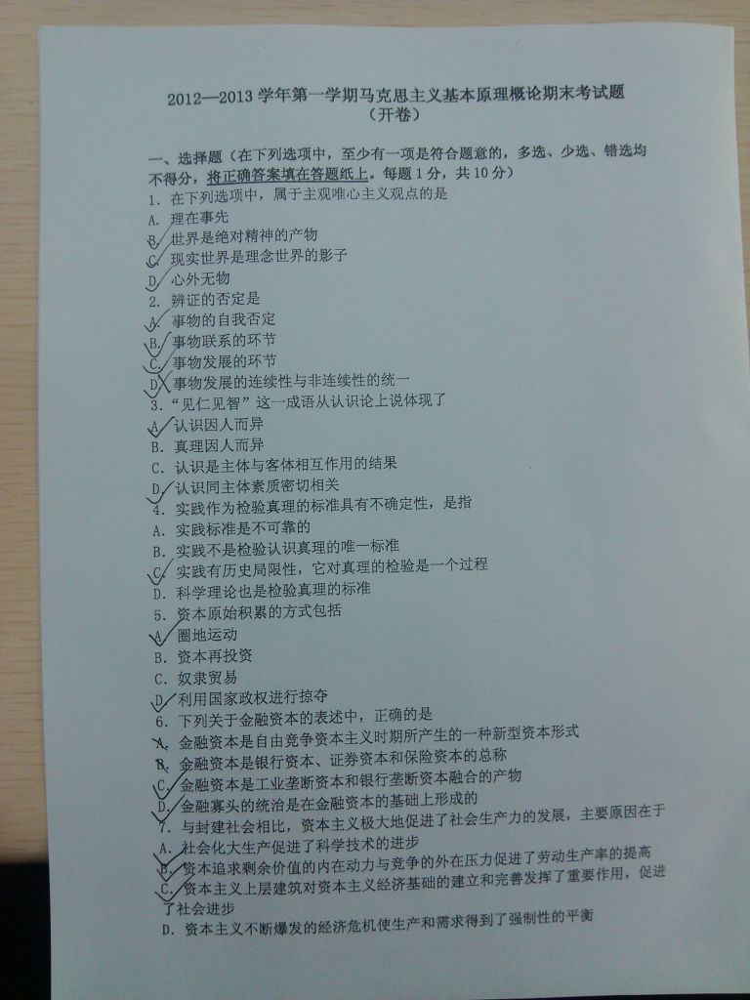 2012—2013 学年第一学期马克思主义基本原理概论期末考试题
（开卷）
一、选择题（在下列选项中，至少有一项是符合题意的，多选、少选、错选均
不得分，将正确答案填在答题纸上。每题 1 分，共 10 分）
1. 在下列选项中，属于主观唯心主义观点的是
A. 理在事先
B. 世界是绝对精神的产物
C. 现实世界是理念世界的影子
D. 心外无物
2. 辨证的否定是
A. 事物的自我否定
B. 事物联系的环节
C. 事物发展的环节
D. 事物发展的连续性与非连续性的统一
3. “见仁见智”这一成语从认识论上说体现了
A. 认识因人而异
B. 真理因人而异
C. 认识是主体与客体相互作用的结果
D. 认识同主体素质密切相关
4. 实践作为检验真理的标准具有不确定性，是指
A. 实践标准是不可靠的
B. 实践不是检验认识真理的唯一标准
C. 实践有历史局限性，它对真理的检验是一个过程
D. 科学理论也是检验真理的标准
5. 资本原始积累的方式包括
A. 圈地运动
B. 资本再投资
C. 奴隶贸易
D. 利用国家政权进行掠夺
6. 下列关于金融资本的表述中，正确的是
A. 金融资本是自由竞争资本主义时期所产生的一种新型资本形式
B. 金融资本是银行资本、证券资本和保险资本的总称
C. 金融资本是工业垄断资本和银行垄断资本融合的产物
D. 金融寡头的统治是在金融资本的基础上形成的
7. 与封建社会相比，资本主义极大地促进了社会生产力的发展，主要原因在于
A. 社会化大生产促进了科学技术的进步
B. 资本追求剩余价值的内在动力与竞争的外在压力促进了劳动生产率的提高
C. 资本主义上层建筑对资本主义经济基础的建立和完善发挥了重要作用，促进
了社会进步
D. 资本主义不断爆发的经济危机使生产和需求得到了强制性的平衡